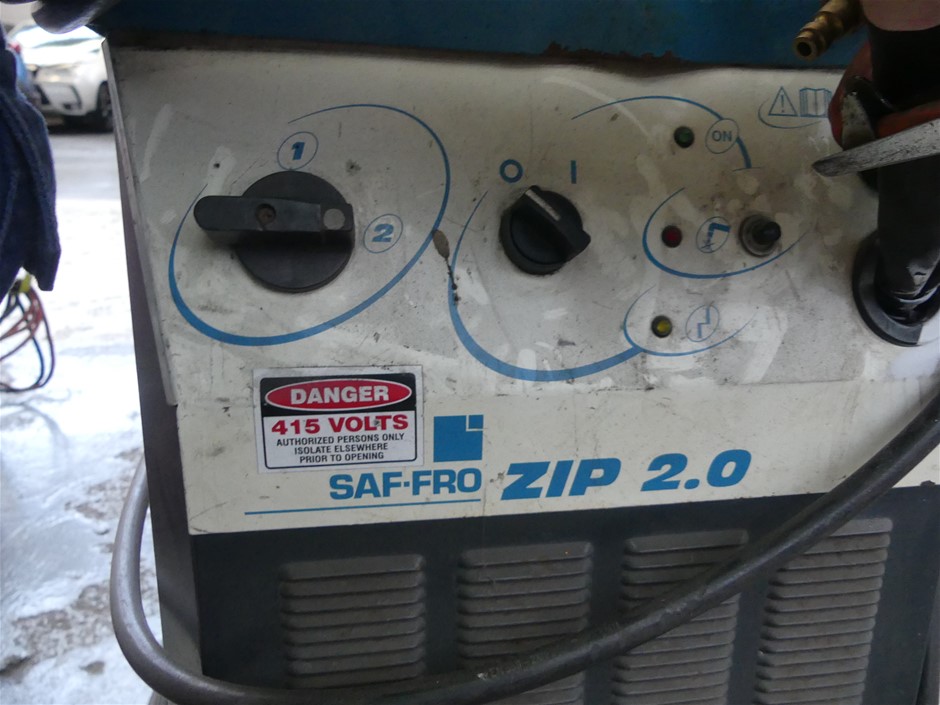 1
2
O I
ON
DANGER
415 VOLTS
AUTHORIZED PERSONS ONLY
ISOLATE ELSEWHERE
PRIOR TO OPENING
SAF-FRO ZIP 2.0